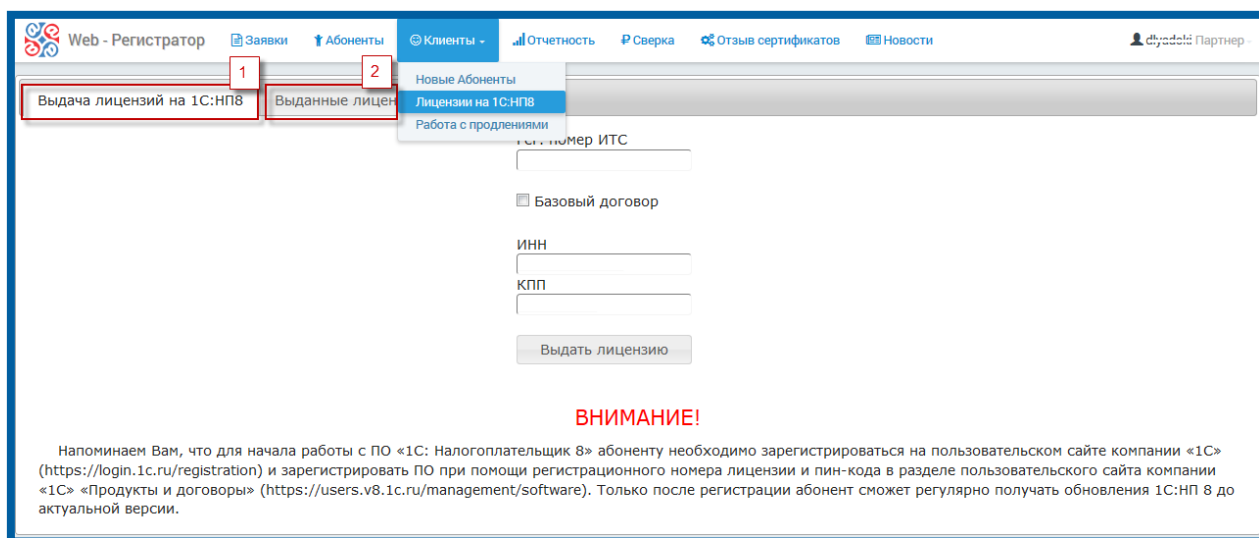 Web - Регистратор Заявки Абоненты Клиенты Отчетность Сверка Отзыв сертификатов Новости Партнер
1 2
Новые Абоненты
Выдача лицензий на 1С:НП8 Выданные Лицензии на 1С:НП8
Работа с продлениями
номер ИТС
Базовый договор
ИНН
КПП
Выдать лицензию
ВНИМАНИЕ!
Напоминаем Вам, что для начала работы с ПО «1С: Налогоплательщик 8» абоненту необходимо зарегистрироваться на пользовательском сайте компании «1С»
(https://login.1c.ru/registration) и зарегистрировать ПО при помощи регистрационного номера лицензии и пин-кода в разделе пользовательского сайта компании
«1С» «Продукты и договоры» (https://users.v8.1c.ru/management/software). Только после регистрации абонент сможет регулярно получать обновления 1С:НП 8 до
актуальной версии.